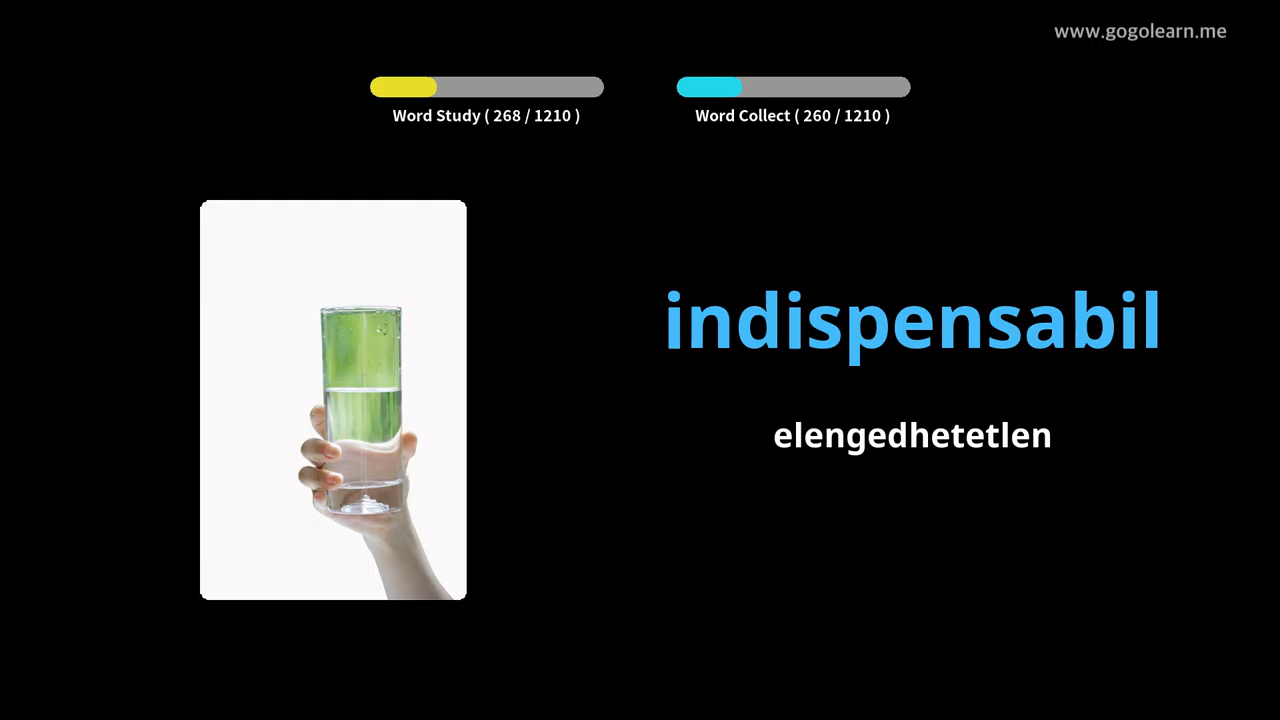 www.gogolearn.me
Word Study ( 268 / 1210 )
Word Collect ( 260 / 1210 )
indispensabil
elengedhetetlen